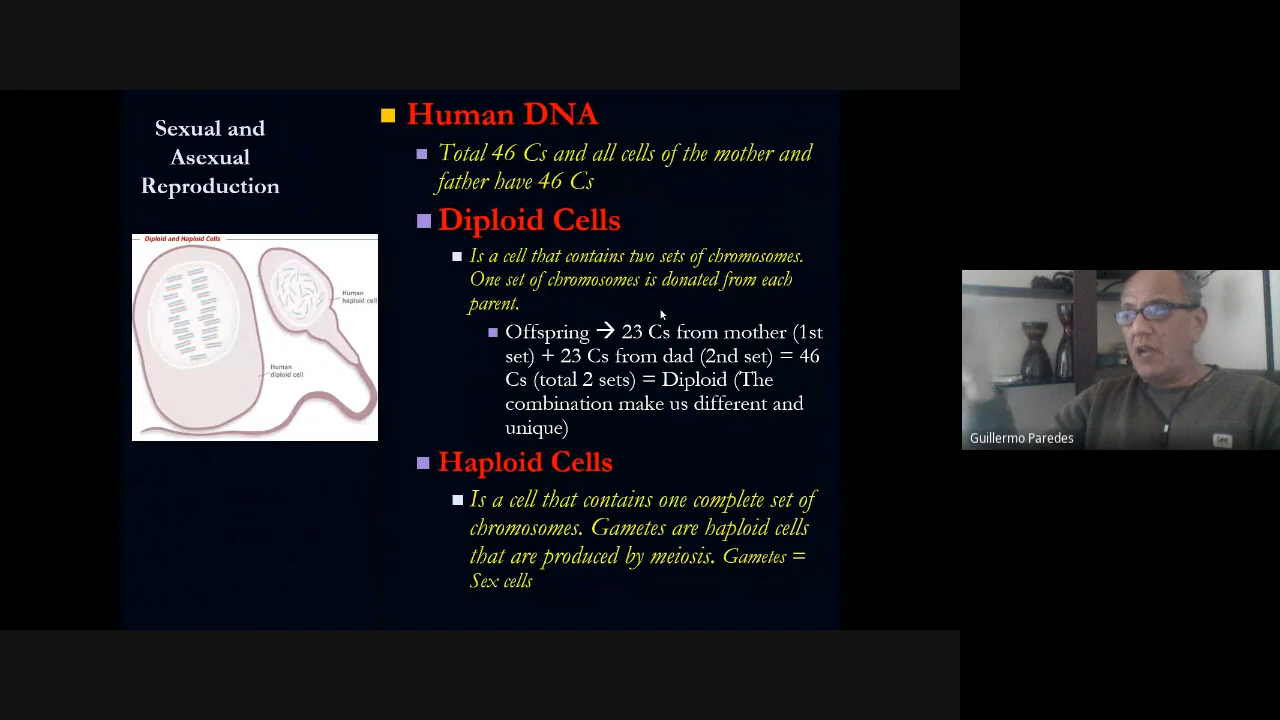 Sexual and
Asexual
Reproduction
Diploid and Haploid Cells
Human
haploid cell
Human
diploid cell
Human DNA
Total 46 Cs and all cells of the mother and
father have 46 Cs
Diploid Cells
Is a cell that contains two sets of chromosomes.
One set of chromosomes is donated from each
parent.
Offspring → 23 Cs from mother (1st
set) + 23 Cs from dad (2nd set) = 46
Cs (total 2 sets) = Diploid (The
combination make us different and
unique)
Haploid Cells
Is a cell that contains one complete set of
chromosomes. Gametes are haploid cells
that are produced by meiosis. Gametes =
Sex cells
Lee
Guillermo Paredes